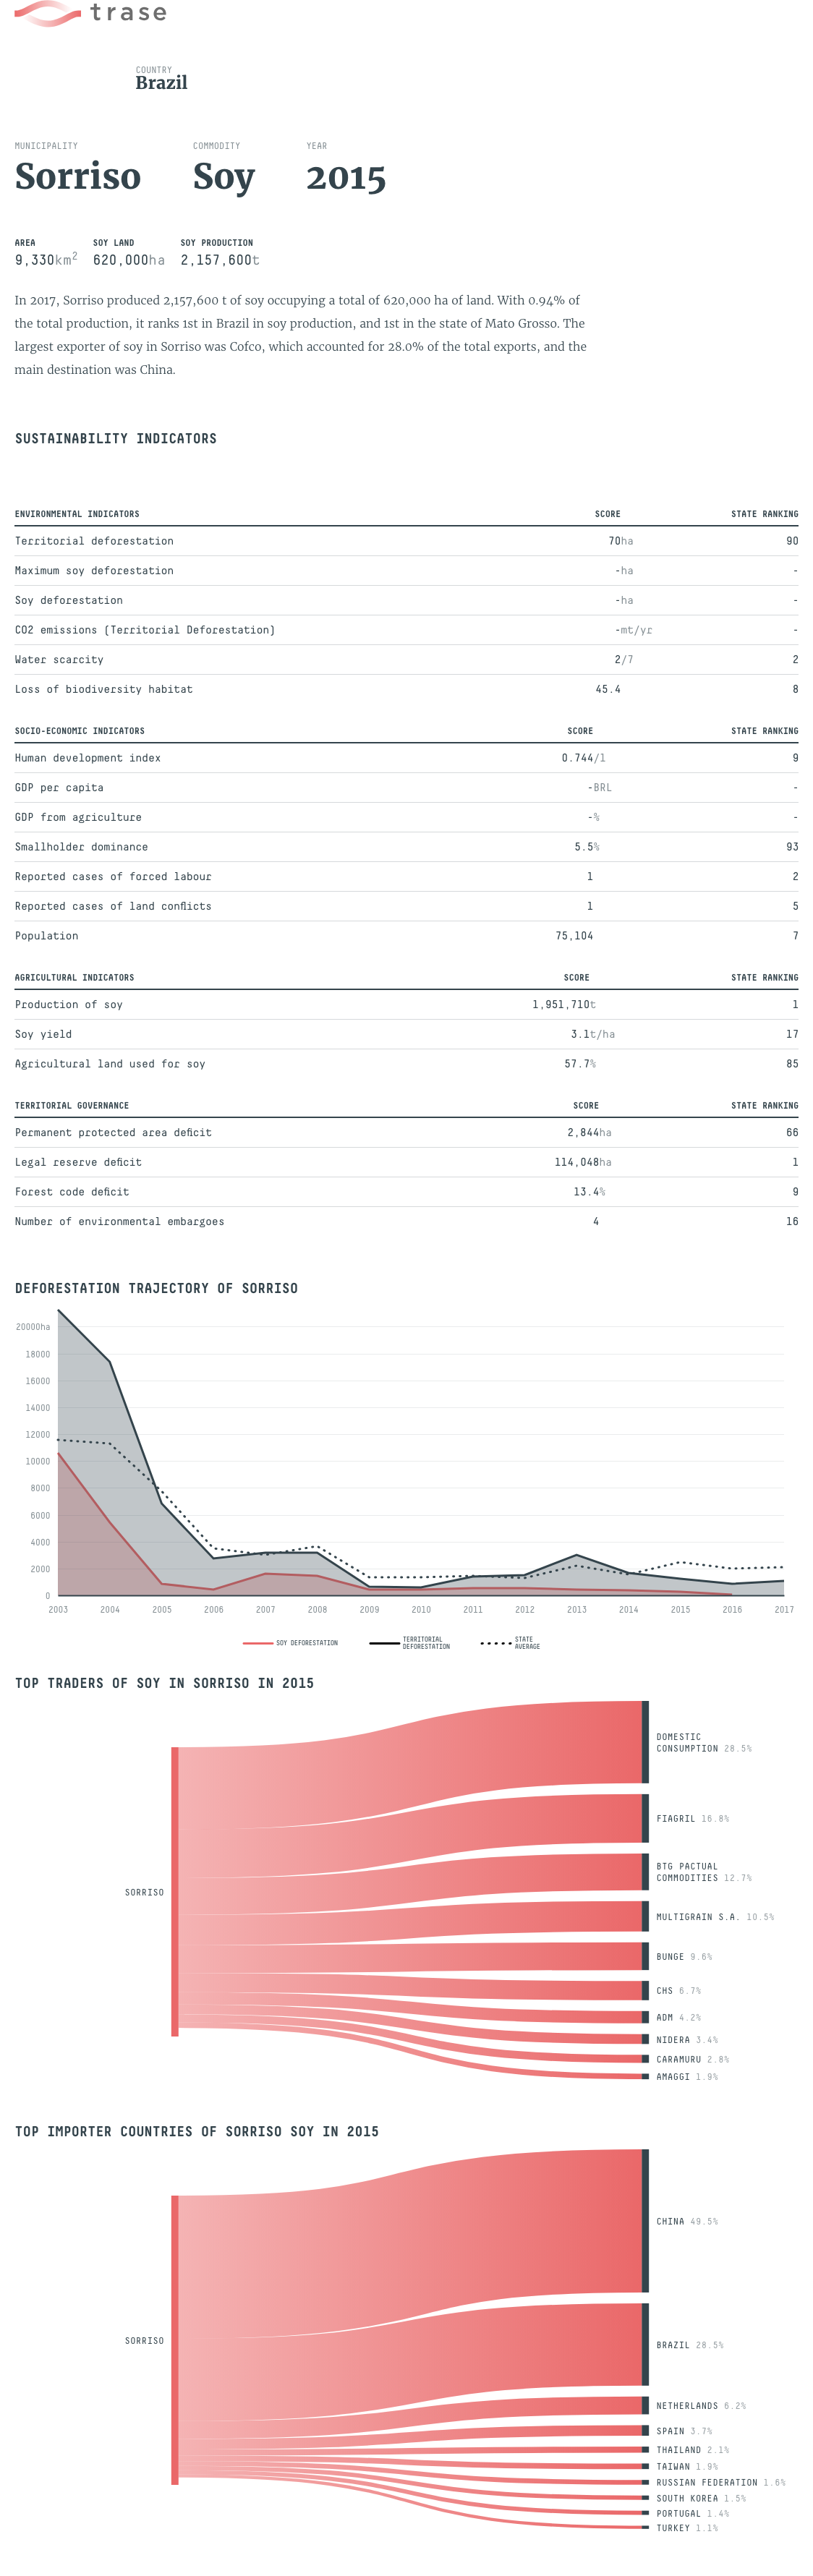 trase
COUNTRY
Brazil
MUNICIPALITY COMMODITY YEAR
Sorriso Soy 2015
AREA SOY LAND SOY PRODUCTION
9,330km2 620,000ha 2,157,600t
In 2017, Sorriso produced 2,157,600 t of soy occupying a total of 620,000 ha of land. With 0.94% of
the total production, it ranks 1st in Brazil in soy production, and 1st in the state of Mato Grosso. The
largest exporter of soy in Sorriso was Cofco, which accounted for 28.0% of the total exports, and the
main destination was China.
SUSTAINABILITY INDICATORS
ENVIRONMENTAL INDICATORS SCORE STATE RANKING
Territorial deforestation 70ha 90
Maximum soy deforestation -ha -
Soy deforestation -ha -
CO2 emissions (Territorial Deforestation) -mt/yr -
Water scarcity 2/7 2
Loss of biodiversity habitat 45.4 8
SOCIO-ECONOMIC INDICATORS SCORE STATE RANKING
Human development index 0.744/1 9
GDP per capita -BRL -
GDP from agriculture -% -
Smallholder dominance 5.5% 93
Reported cases of forced labour 1 2
Reported cases of land conflicts 1 5
Population 75,104 7
AGRICULTURAL INDICATORS SCORE STATE RANKING
Production of soy 1,951,710t 1
Soy yield 3.1t/ha 17
Agricultural land used for soy 57.7% 85
TERRITORIAL GOVERNANCE SCORE STATE RANKING
Permanent protected area deficit 2,844ha 66
Legal reserve deficit 114,048ha 1
Forest code deficit 13.4% 9
Number of environmental embargoes 4 16
DEFORESTATION TRAJECTORY OF SORRISO
20000ha
18000
16000
14000
12000
10000
8000
6000
4000
2000
0
2003 2004 2005 2006 2007 2008 2009 2010 2011 2012 2013 2014 2015 2016 2017
SOY DEFORESTATION
TERRITORIAL
DEFORESTATION
STATE
AVERAGE
TOP TRADERS OF SOY IN SORRISO IN 2015
SORRISO
DOMESTIC
CONSUMPTION 28.5%
FIAGRIL 16.8%
BTG PACTUAL
COMMODITIES 12.7%
MULTIGRAIN S.A. 10.5%
BUNGE 9.6%
CHS 6.7%
ADM 4.2%
NIDERA 3.4%
CARAMURU 2.8%
AMAGGI 1.9%
TOP IMPORTER COUNTRIES OF SORRISO SOY IN 2015
SORRISO
CHINA 49.5%
BRAZIL 28.5%
NETHERLANDS 6.2%
SPAIN 3.7%
THAILAND 2.1%
TAIWAN 1.9%
RUSSIAN FEDERATION 1.6%
SOUTH KOREA 1.5%
PORTUGAL 1.4%
TURKEY 1.1%